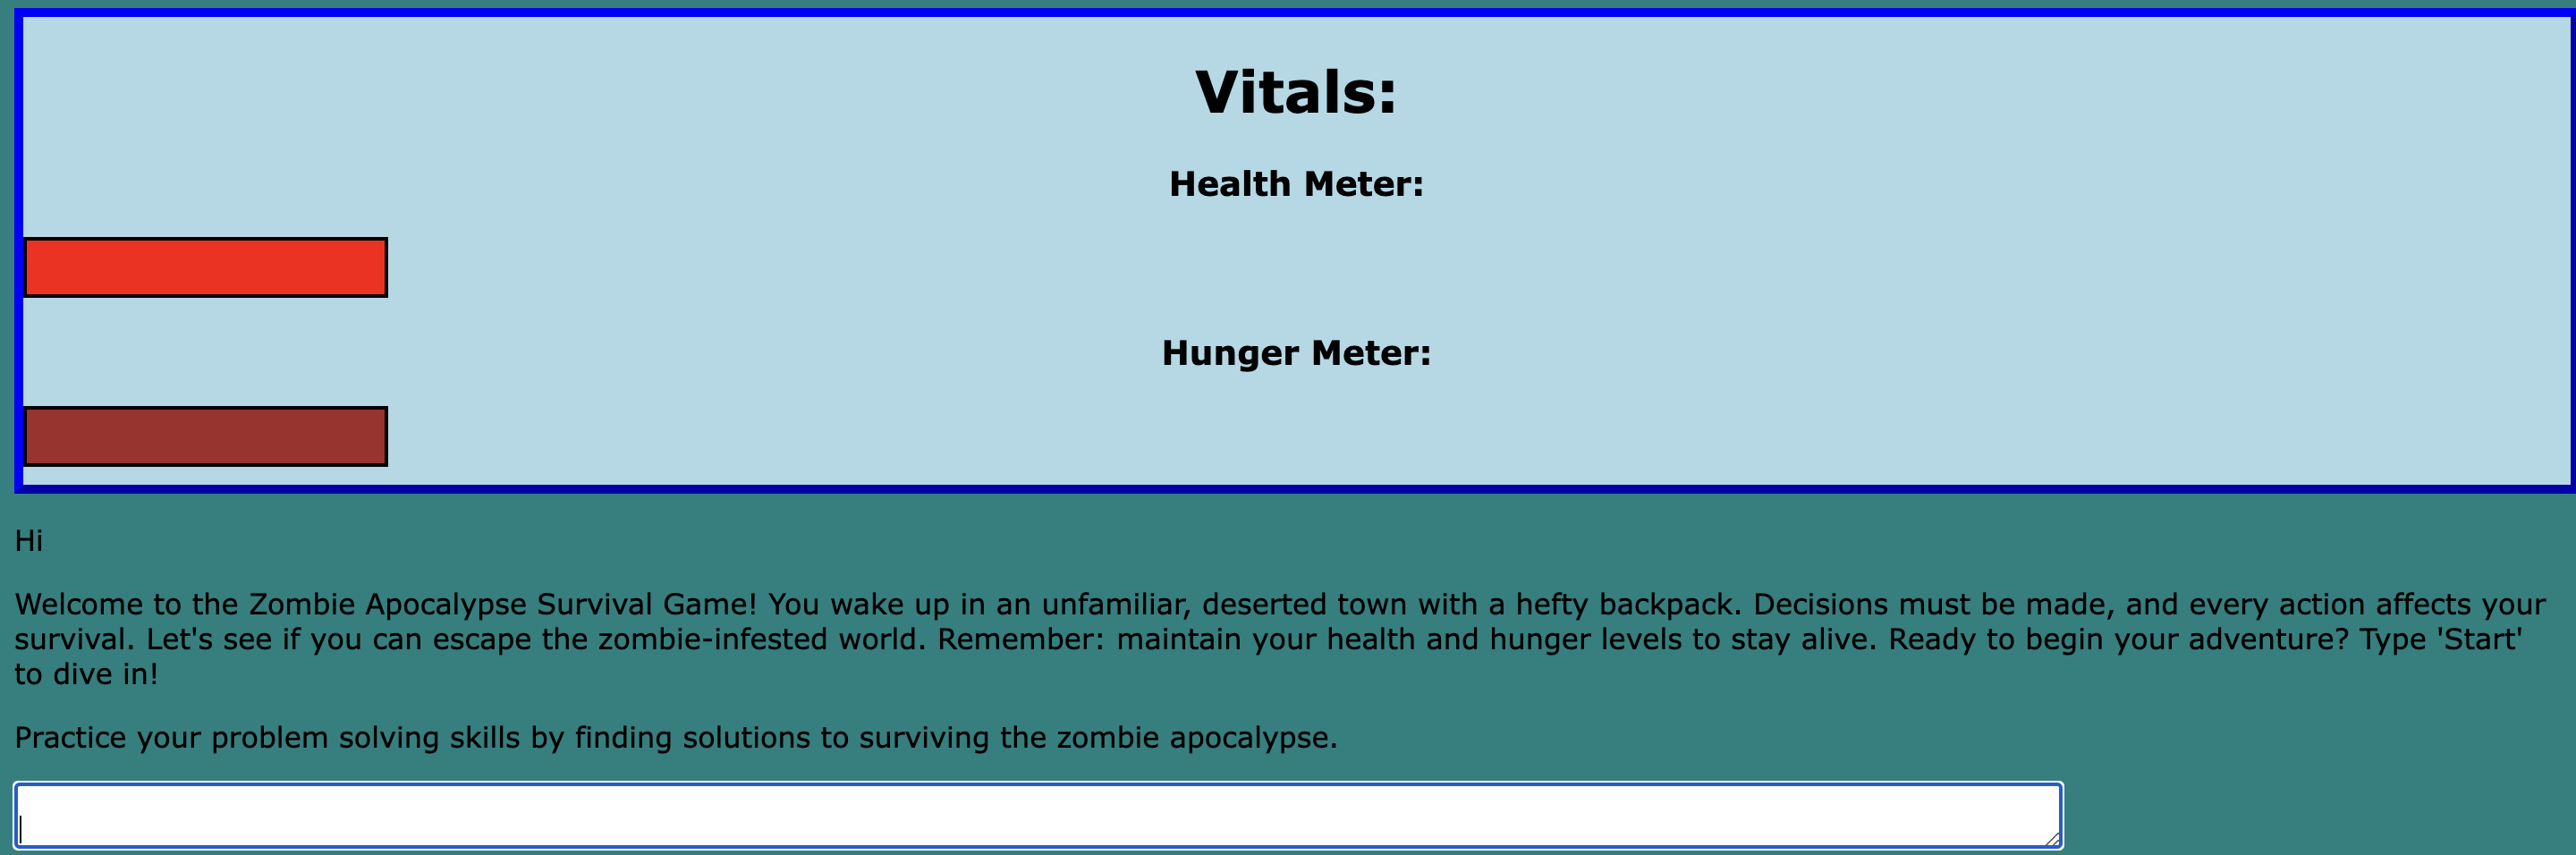 Vitals:
Health Meter:
Hunger Meter:
Hi
Welcome to the Zombie Apocalypse Survival Game! You wake up in an unfamiliar, deserted town with a hefty backpack. Decisions must be made, and every action affects your
survival. Let's see if you can escape the zombie-infested world. Remember: maintain your health and hunger levels to stay alive. Ready to begin your adventure? Type 'Start'
to dive in!
Practice your problem solving skills by finding solutions to surviving the zombie apocalypse.